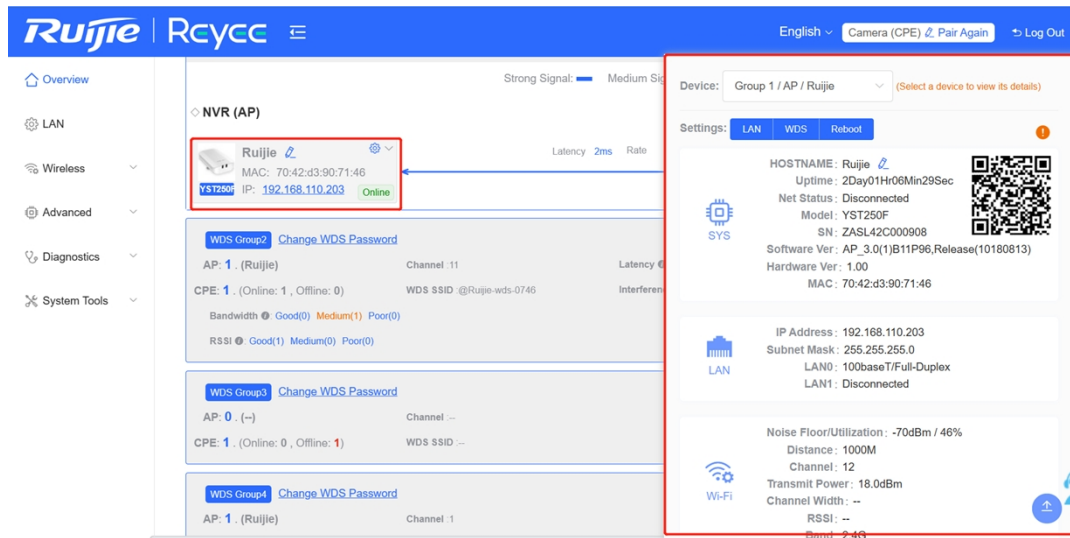 Ruijie | Reyee
English
Camera (CPE) Pair Again
Log Out
Overview
LAN
Wireless
Advanced
Diagnostics
System Tools
Strong Signal:
Medium Sig
NVR (AP)
Ruijie
MAC: 70:42:d3:90:71:46
YST250F IP: 192.168.110.203 Online
Latency 2ms Rate
WDS Group2 Change WDS Password
AP: 1 . (Ruijie) Channel :11 Latency
CPE: 1 . (Online: 1 , Offline: 0) WDS SSID :@Ruijie-wds-0746 Interferen
Bandwidth : Good(0) Medium(1) Poor(0)
RSSI : Good(1) Medium(0) Poor(0)
WDS Group3 Change WDS Password
AP: 0 . (--) Channel :--
CPE: 1 . (Online: 0 , Offline: 1) WDS SSID :--
WDS Group4 Change WDS Password
AP: 1 . (Ruijie) Channel :1
Device: Group 1 / AP / Ruijie (Select a device to view its details)
Settings: LAN WDS Reboot
SYS
HOSTNAME: Ruijie
Uptime: 2Day01Hr06Min29Sec
Net Status: Disconnected
Model: YST250F
SN: ZASL42C000908
Software Ver: AP_3.0(1)B11P96,Release(10180813)
Hardware Ver: 1.00
MAC: 70:42:d3:90:71:46
LAN
IP Address: 192.168.110.203
Subnet Mask: 255.255.255.0
LAN0: 100baseT/Full-Duplex
LAN1: Disconnected
Wi-Fi
Noise Floor/Utilization: -70dBm / 46%
Distance: 1000M
Channel: 12
Transmit Power: 18.0dBm
Channel Width: --
RSSI: --
Band: 2.4G